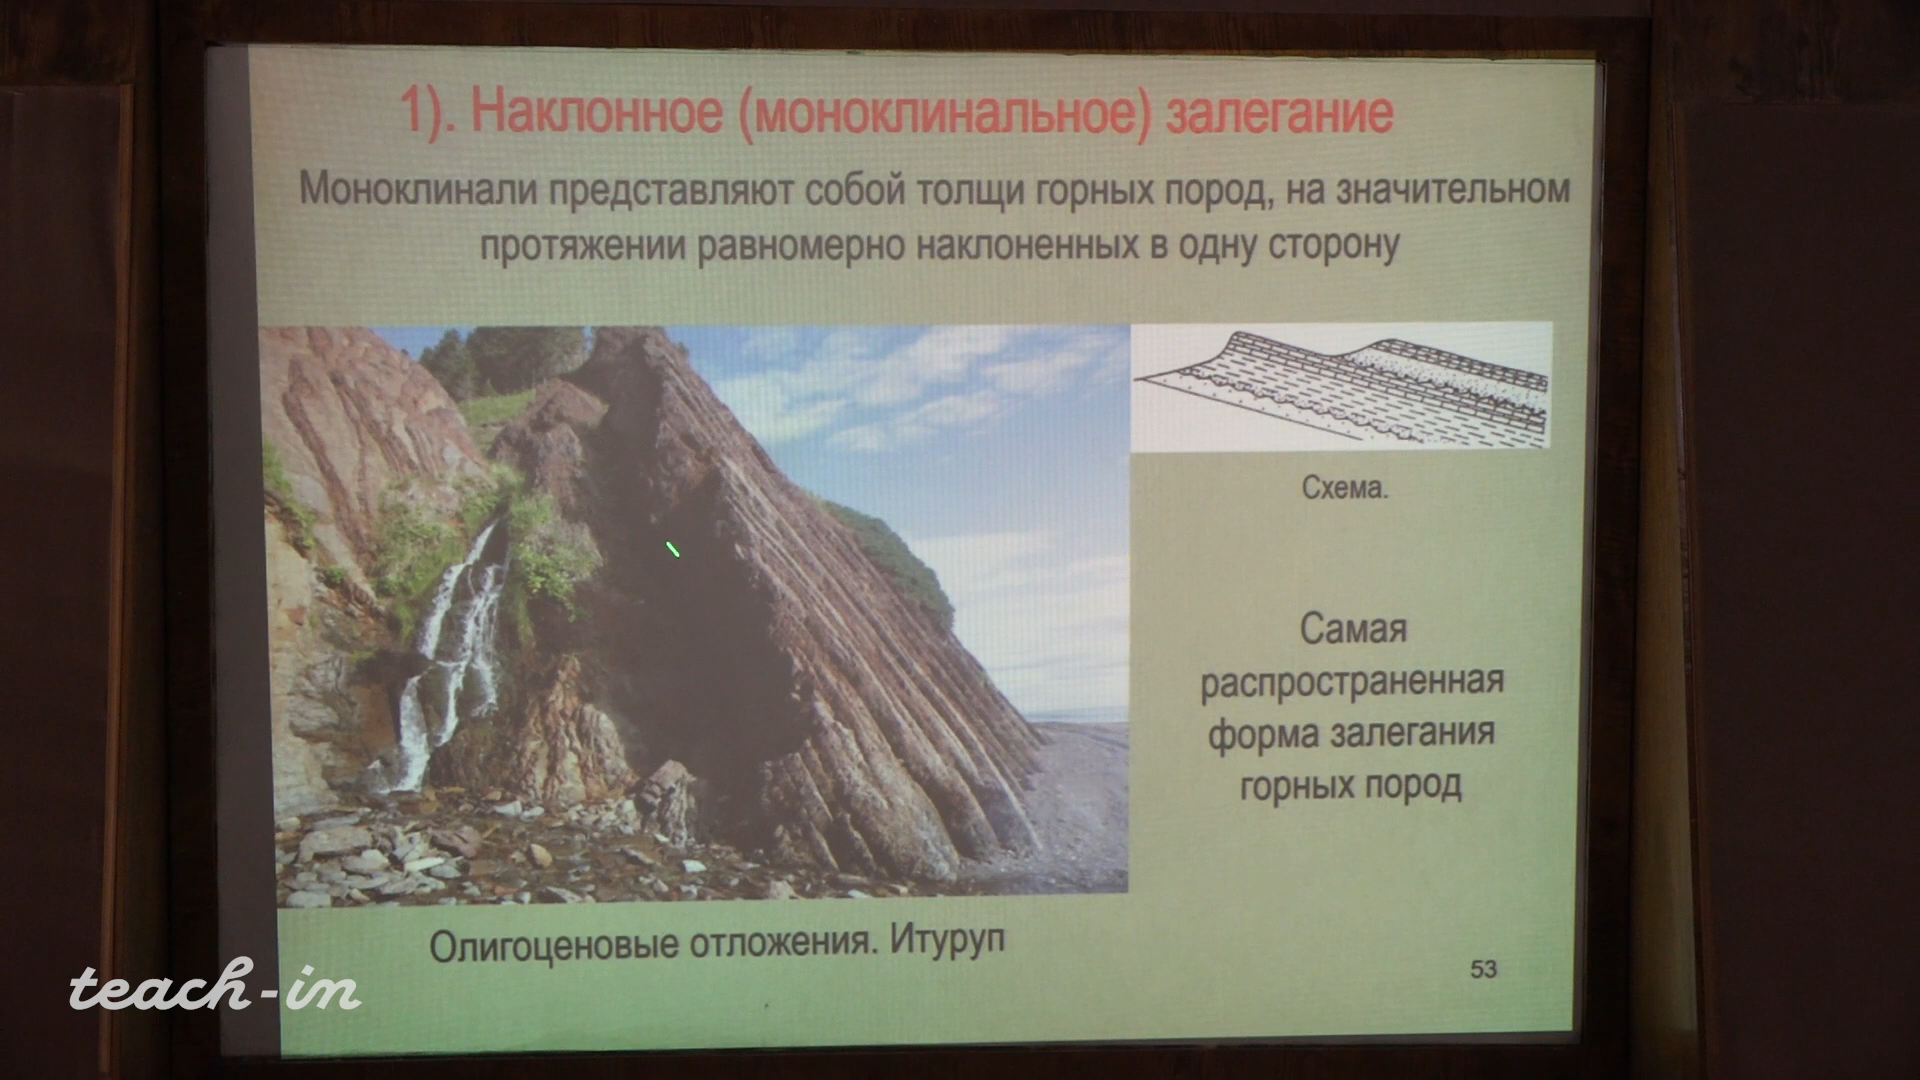 1). Наклонное (моноклинальное) залегание
Моноклинали представляют собой толщи горных пород, на значительном
протяжении равномерно наклоненных в одну сторону
Схема.
Самая
распространенная
форма залегания
горных пород
Олигоценовые отложения. Итуруп
53
teach-in